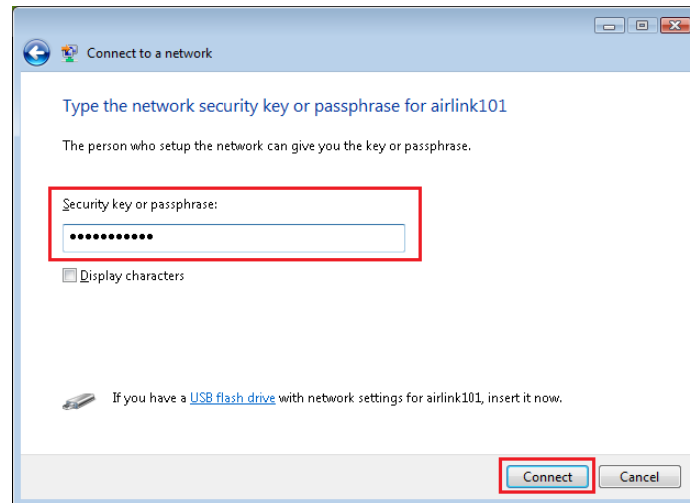 Connect to a network
Type the network security key or passphrase for airlink101
The person who setup the network can give you the key or passphrase.
Security key or passphrase:
●●●●●●●●●●●
Display characters
If you have a USB flash drive with network settings for airlink101, insert it now.
Connect Cancel